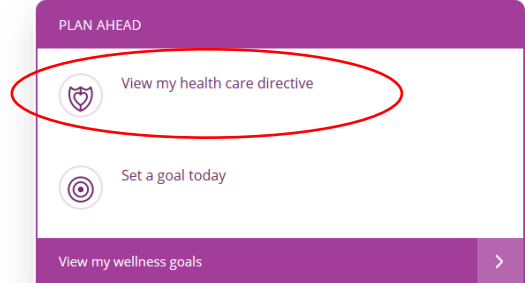 PLAN AHEAD
View my health care directive
Set a goal today
View my wellness goals